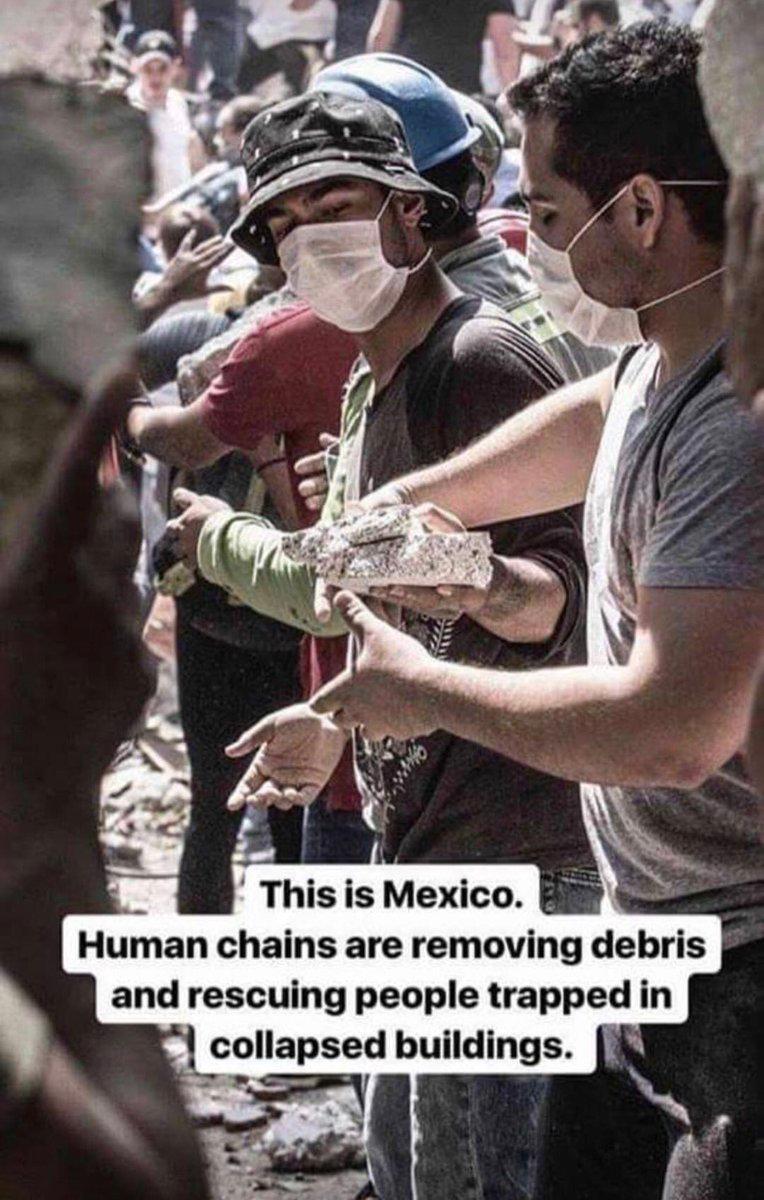 This is Mexico.
Human chains are removing debris
and rescuing people trapped in
collapsed buildings.